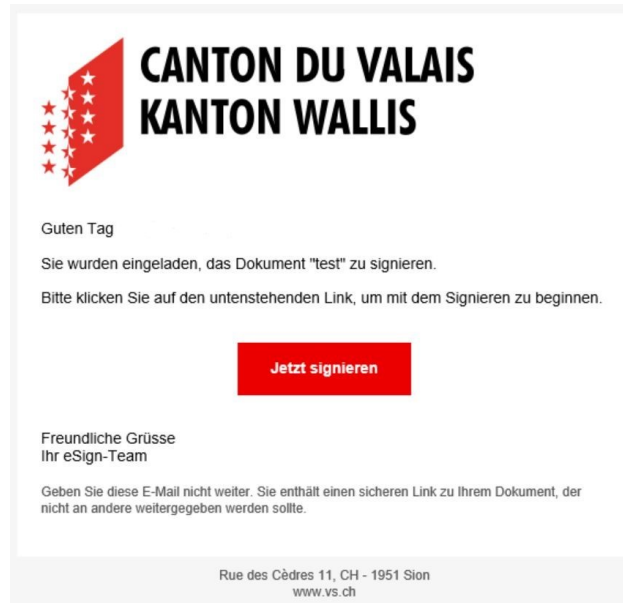 CANTON DU VALAIS
KANTON WALLIS
Guten Tag
Sie wurden eingeladen, das Dokument "test" zu signieren.
Bitte klicken Sie auf den untenstehenden Link, um mit dem Signieren zu beginnen.
Jetzt signieren
Freundliche Grüsse
Ihr eSign-Team
Geben Sie diese E-Mail nicht weiter. Sie enthält einen sicheren Link zu Ihrem Dokument, der
nicht an andere weitergegeben werden sollte.
Rue des Cèdres 11, CH - 1951 Sion
www.vs.ch